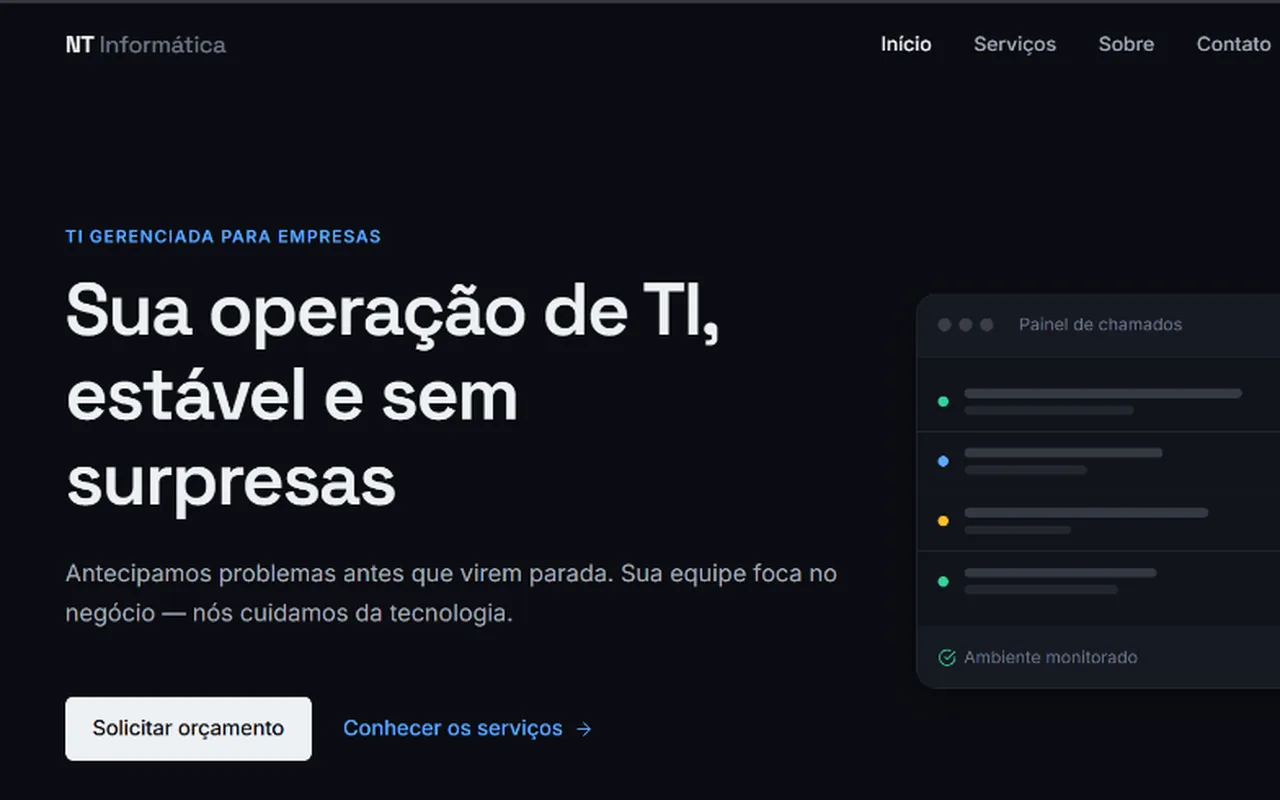 NT Informática
Início Serviços Sobre Contato
TI GERENCIADA PARA EMPRESAS
Sua operação de TI,
estável e sem
surpresas
Antecipamos problemas antes que virem parada. Sua equipe foca no
negócio — nós cuidamos da tecnologia.
Solicitar orçamento
Conhecer os serviços →
Painel de chamados
Ambiente monitorado